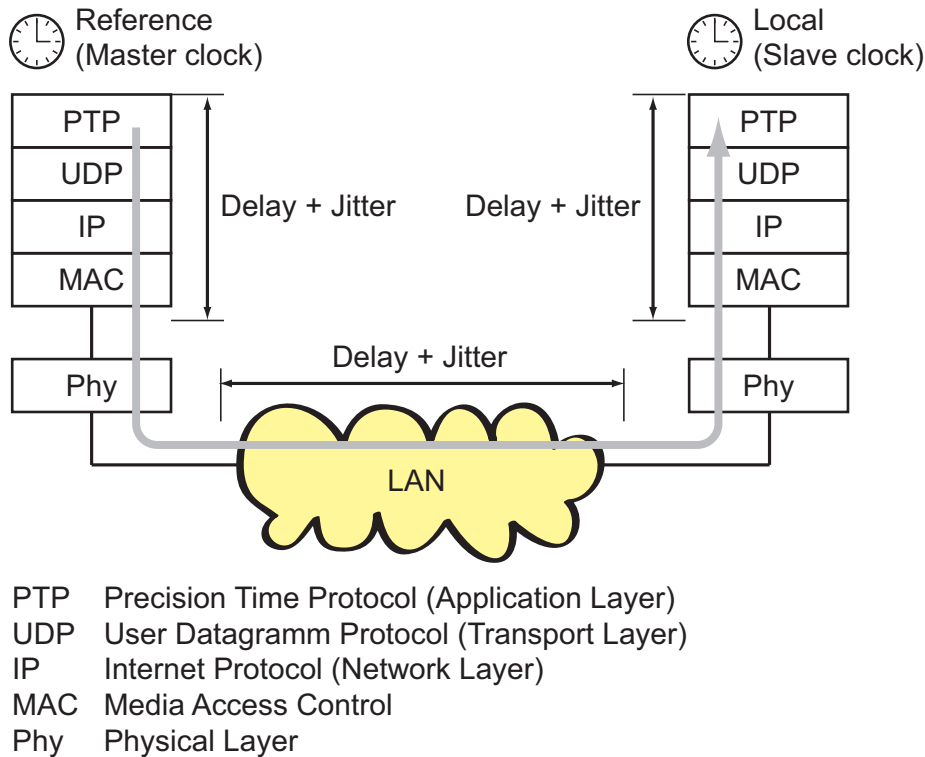 Reference
(Master clock)
Local
(Slave clock)
PTP
UDP
IP
MAC
Phy
Delay + Jitter
Delay + Jitter
PTP
UDP
IP
MAC
Phy
Delay + Jitter
LAN
PTP Precision Time Protocol (Application Layer)
UDP User Datagramm Protocol (Transport Layer)
IP Internet Protocol (Network Layer)
MAC Media Access Control
Phy Physical Layer